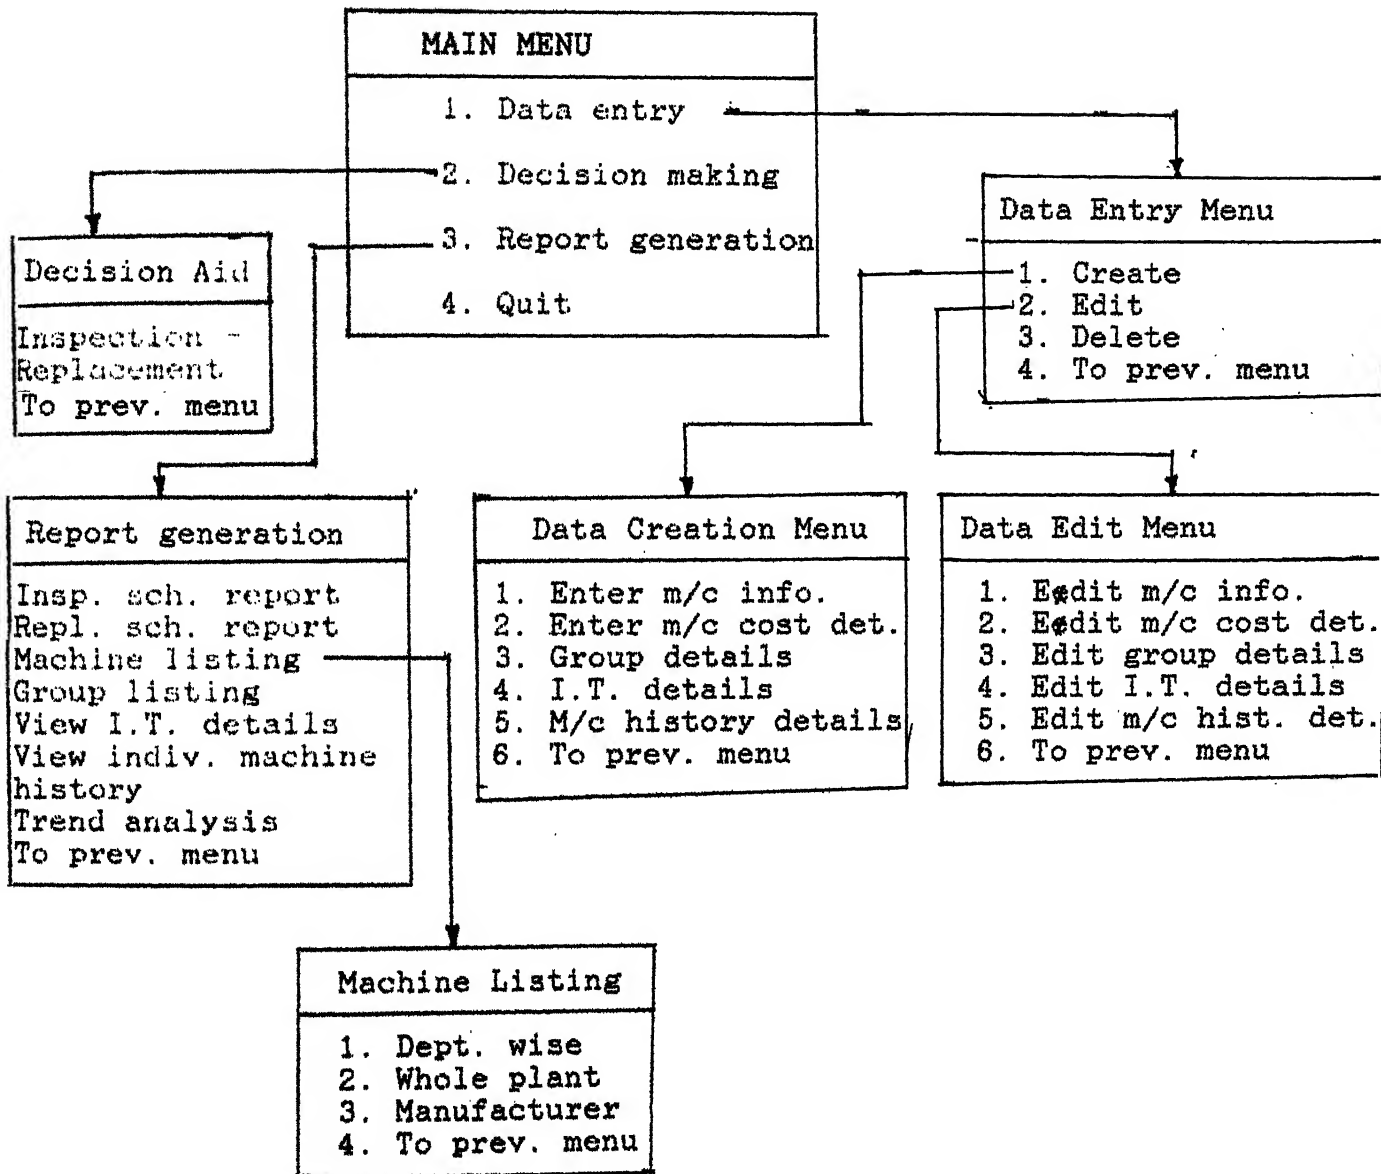 MAIN MENU
1. Data entry
2. Decision making
3. Report generation
4. Quit
Decision Aid
Inspection -
Replacement
To prev. menu
Data Entry Menu
1. Create
2. Edit
3. Delete
4. To prev. menu
Report generation
Insp. sch. report
Repl. sch. report
Machine listing
Group listing
View I.T. details
View indiv. machine
history
Trend analysis
To prev. menu
Data Creation Menu
1. Enter m/c info.
2. Enter m/c cost det.
3. Group details
4. I.T. details
5. M/c history details
6. To prev. menu
Data Edit Menu
1. Edit m/c info.
2. Edit m/c cost det.
3. Edit group details
4. Edit I.T. details
5. Edit m/c hist. det.
6. To prev. menu
Machine Listing
1. Dept. wise
2. Whole plant
3. Manufacturer
4. To prev. menu